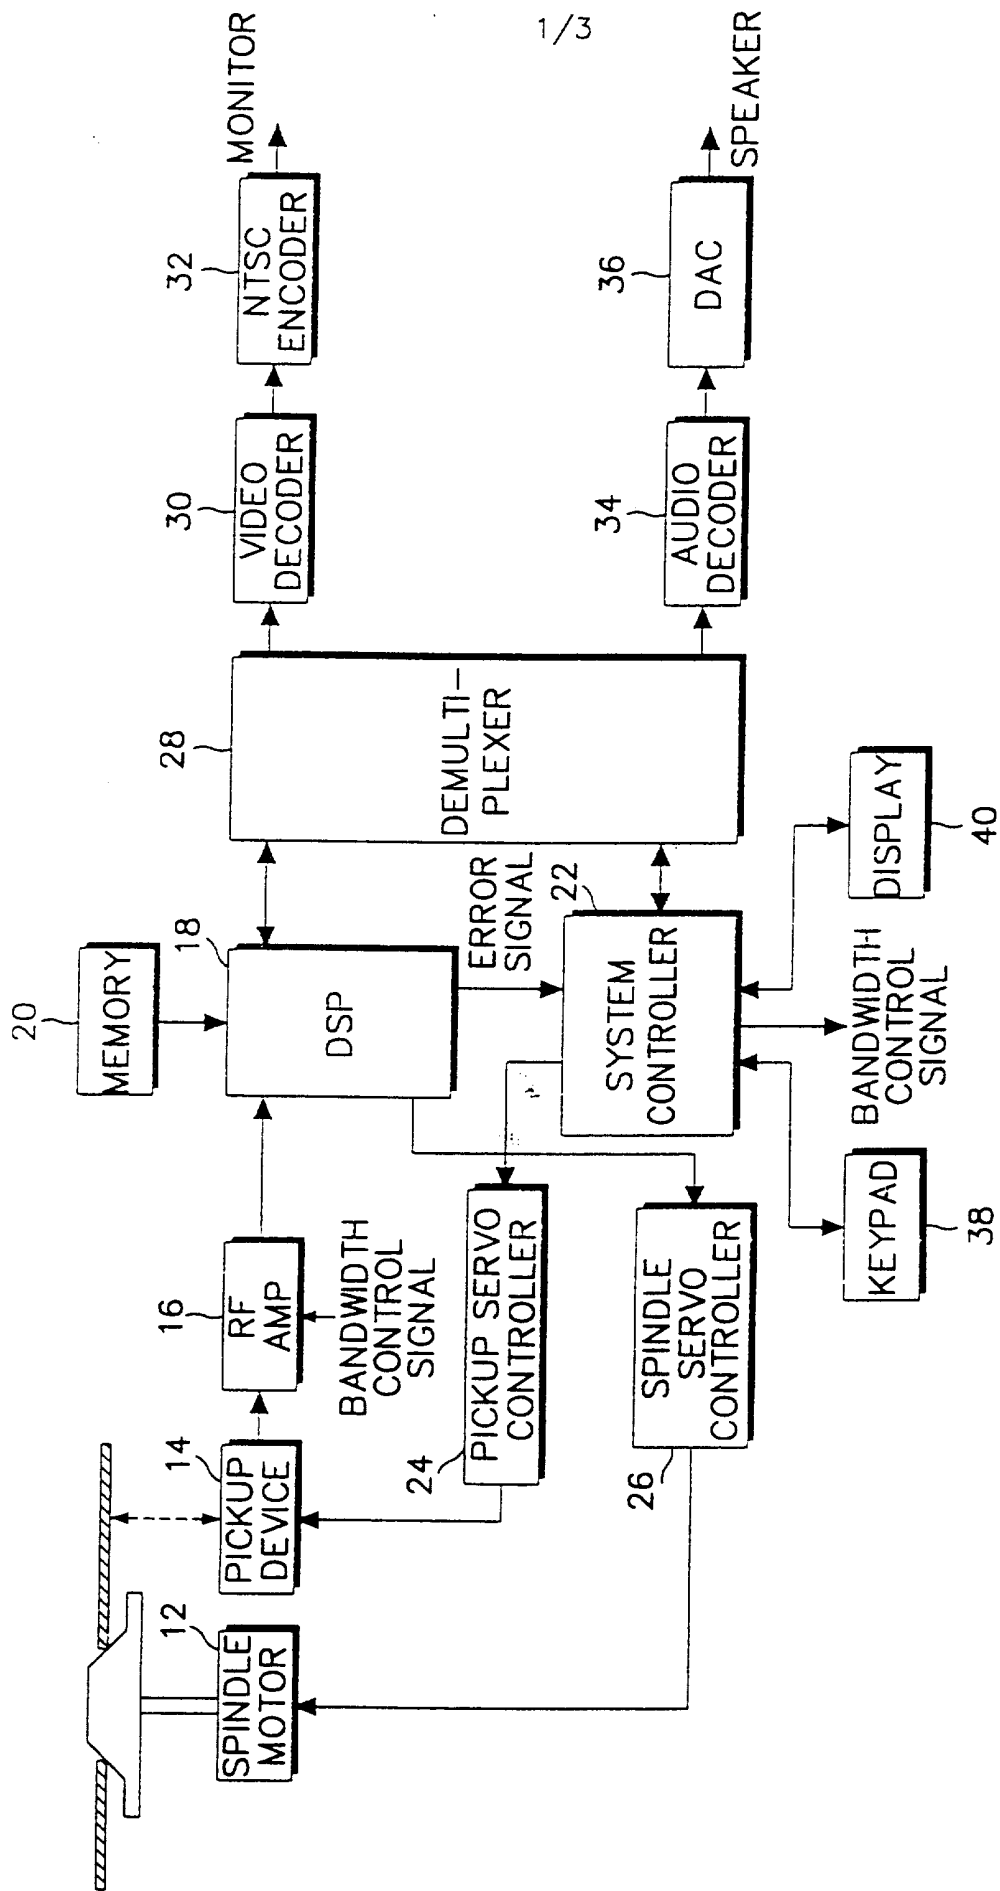 1/3
20
MEMORY
18
DSP
28
DEMULTI-
PLEXER
30
VIDEO
DECODER
32
NTSC
ENCODER
MONITOR
12
SPINDLE
MOTOR
14
PICKUP
DEVICE
16
RF
AMP
BANDWIDTH
CONTROL
SIGNAL
ERROR
SIGNAL
24
PICKUP SERVO
CONTROLLER
22
SYSTEM
CONTROLLER
34
AUDIO
DECODER
36
DAC
SPEAKER
26
SPINDLE
SERVO
CONTROLLER
KEYPAD
38
BANDWIDTH
CONTROL
SIGNAL
DISPLAY
40